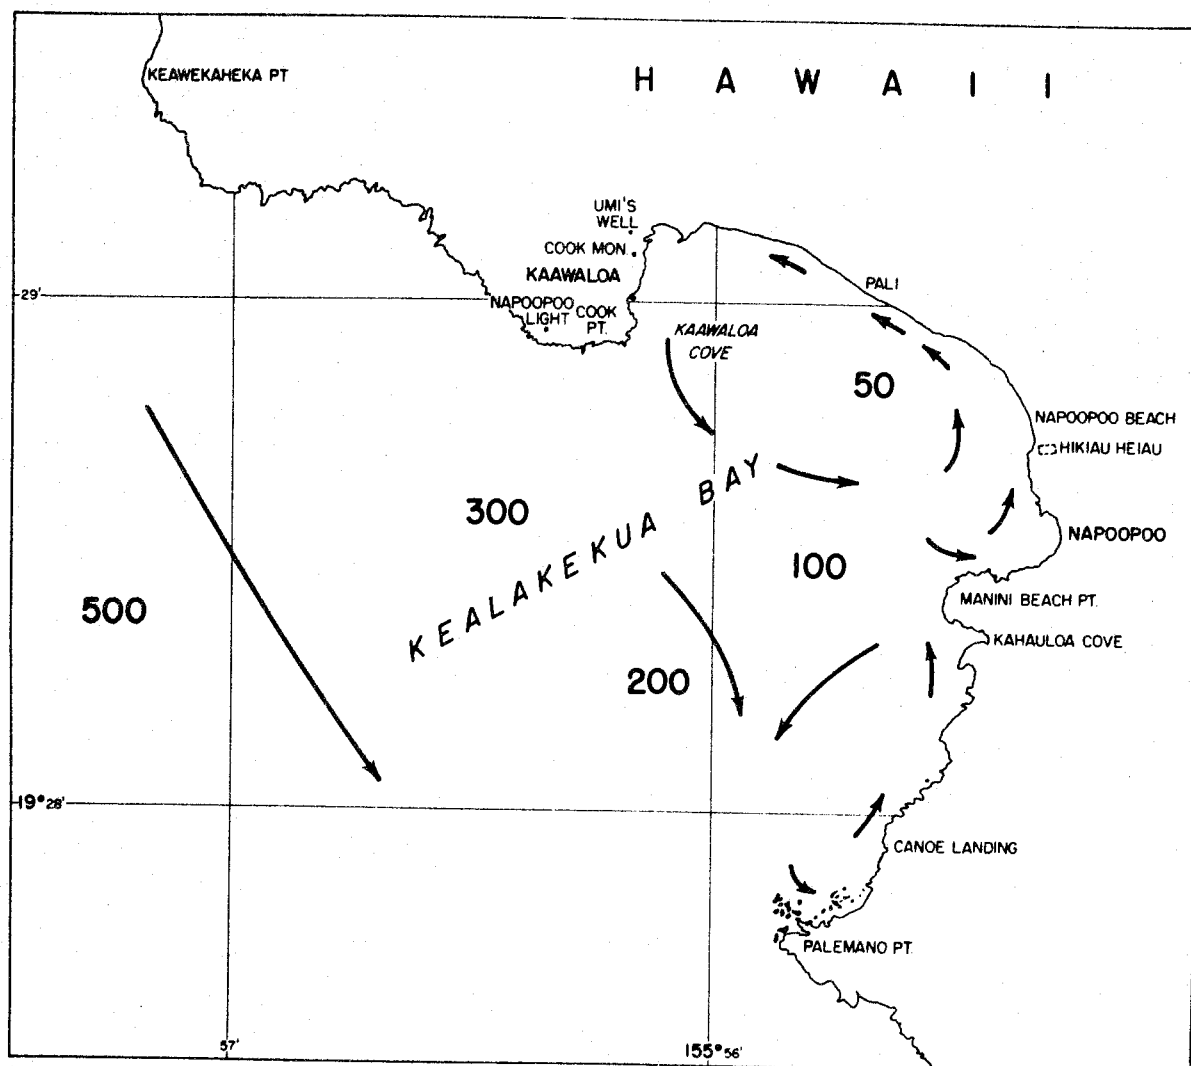 KEAWEKAHEKA PT
H A W A I I
UMI'S
WELL
COOK MON.
KAAWALOA
PALI
29'
NAPOOPOO
LIGHT
COOK
PT.
KAAWALOA
COVE
50
NAPOOPOO BEACH
HIKIAU HEIAU
KEALAKEKUA BAY
300
NAPOOPOO
100
MANINI BEACH PT.
500
KAHAULOA COVE
200
19° 28'
CANOE LANDING
PALEMANO PT.
57'
155° 56'